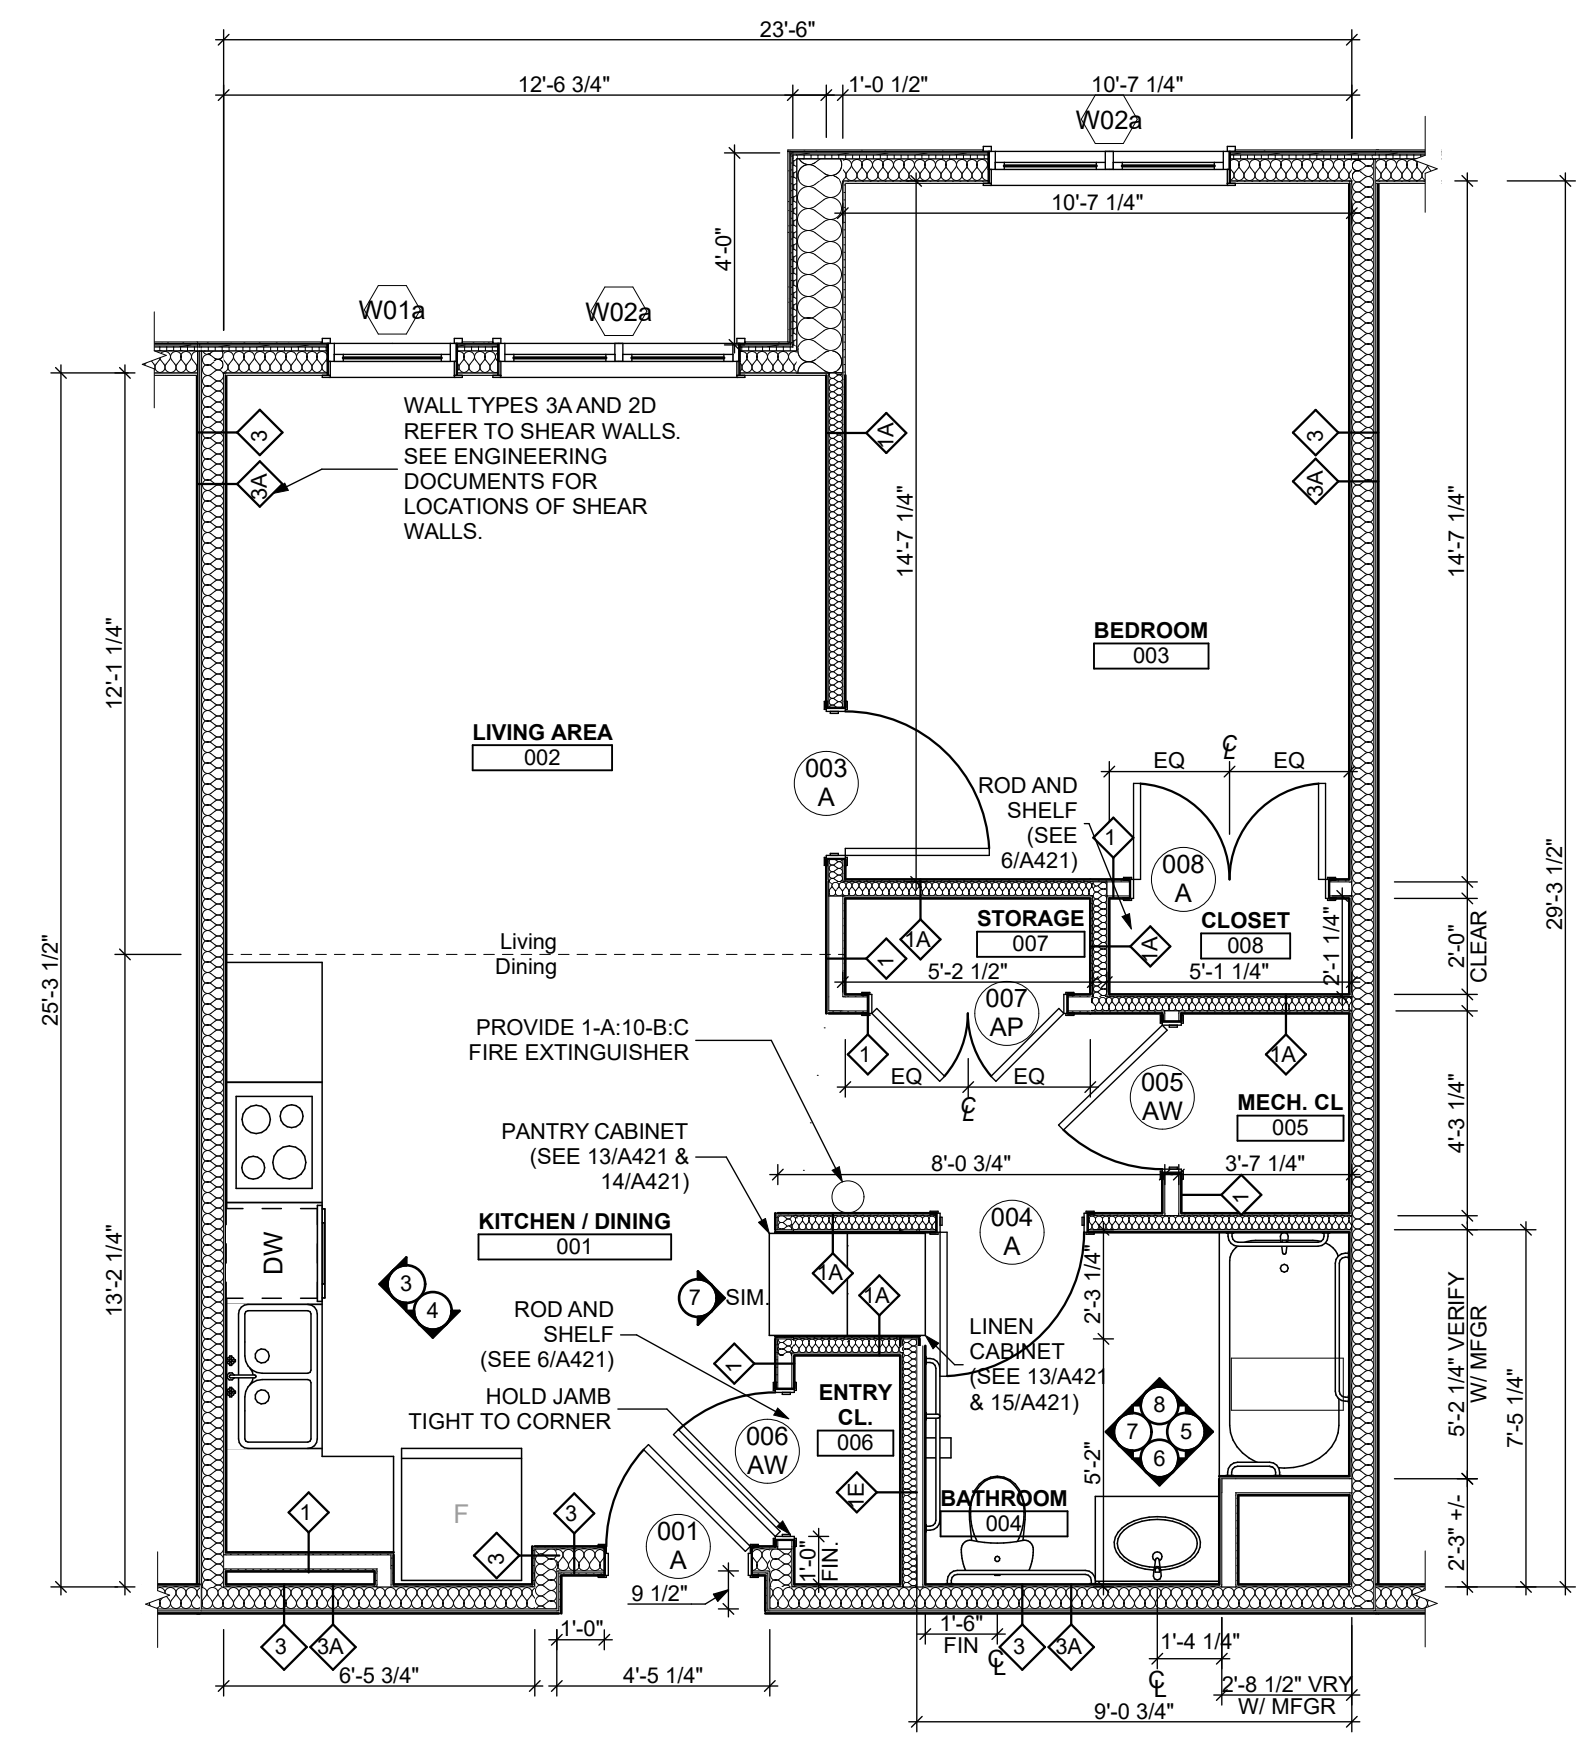 23'-6"
12'-6 3/4"
1'-0 1/2"
10'-7 1/4"
W02a
10'-7 1/4"
4'-0"
W01a
W02a
WALL TYPES 3A AND 2D
REFER TO SHEAR WALLS.
SEE ENGINEERING
DOCUMENTS FOR
LOCATIONS OF SHEAR
WALLS.
3
3A
1A
3
3A
14'-7 1/4"
14'-7 1/4"
12'-1 1/4"
BEDROOM
003
LIVING AREA
002
003
A
EQ
CL
EQ
ROD AND
SHELF
(SEE
6/A421)
1
008
A
29'-3 1/2"
25'-3 1/2"
STORAGE
007
1A
1
1A
CLOSET
008
2'-1 1/4"
2'-0"
CLEAR
Living
Dining
5'-2 1/2"
5'-1 1/4"
007
AP
PROVIDE 1-A:10-B:C
FIRE EXTINGUISHER
1
1A
EQ
EQ
CL
005
AW
MECH. CL
005
4'-3 1/4"
PANTRY CABINET
(SEE 13/A421 &
14/A421)
8'-0 3/4"
3'-7 1/4"
1
KITCHEN / DINING
001
004
A
DW
13'-2 1/4"
3
4
7
SIM.
1A
1A
2'-3 1/4"
5'-2 1/4" VERIFY
W/ MFGR
7'-5 1/4"
ROD AND
SHELF
(SEE 6/A421)
1
LINEN
CABINET
(SEE 13/A421
& 15/A421)
HOLD JAMB
TIGHT TO CORNER
ENTRY
CL.
006
006
AW
8
7
5
6
5'-2"
1E
BATHROOM
004
F
1
3
3
001
A
1'-0"
FIN.
2'-3" +/-
9 1/2"
3
3A
1'-0"
1'-6"
FIN
CL
3
3A
1'-4 1/4"
CL
6'-5 3/4"
4'-5 1/4"
2'-8 1/2" VRY
W/ MFGR
9'-0 3/4"